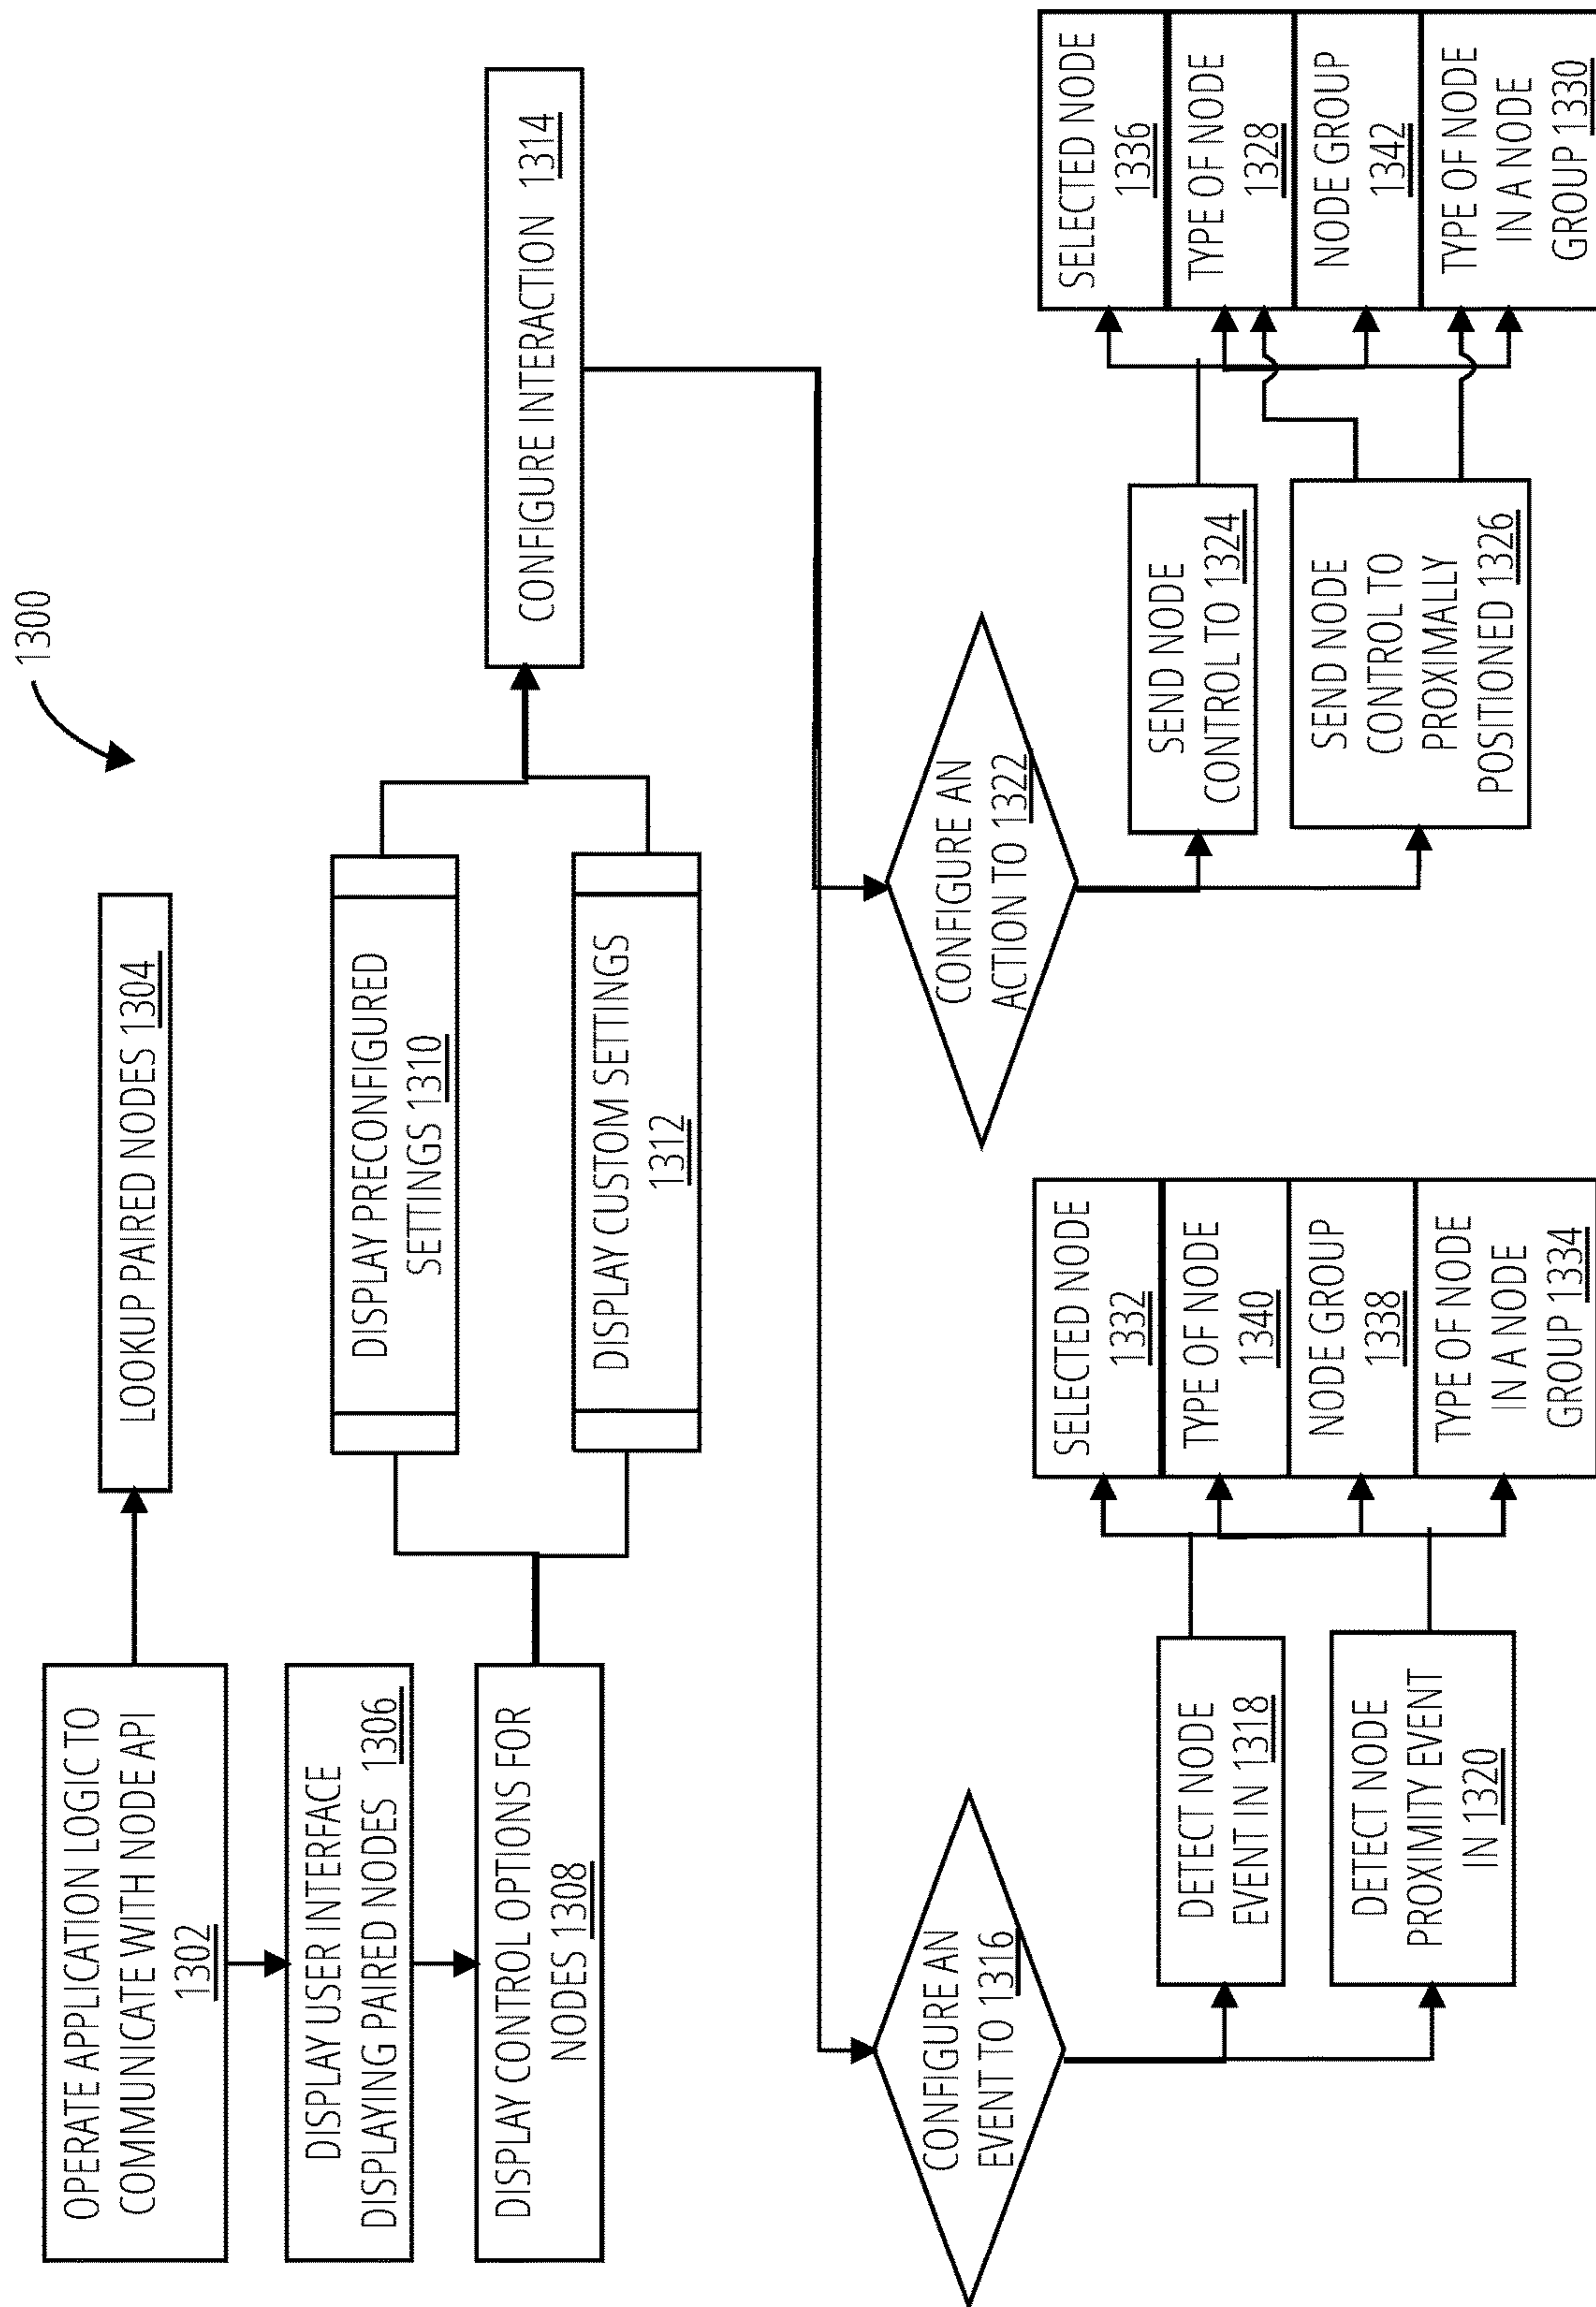 1300
OPERATE APPLICATION LOGIC TO
COMMUNICATE WITH NODE API
1302
LOOKUP PAIRED NODES 1304
DISPLAY USER INTERFACE
DISPLAYING PAIRED NODES 1306
DISPLAY CONTROL OPTIONS FOR
NODES 1308
DISPLAY PRECONFIGURED
SETTINGS 1310
DISPLAY CUSTOM SETTINGS
1312
CONFIGURE INTERACTION 1314
CONFIGURE AN
EVENT TO 1316
DETECT NODE
EVENT IN 1318
DETECT NODE
PROXIMITY EVENT
IN 1320
SELECTED NODE
1332
TYPE OF NODE
1340
NODE GROUP
1338
TYPE OF NODE
IN A NODE
GROUP 1334
CONFIGURE AN
ACTION TO 1322
SEND NODE
CONTROL TO 1324
SEND NODE
CONTROL TO
PROXIMALLY
POSITIONED 1326
SELECTED NODE
1336
TYPE OF NODE
1328
NODE GROUP
1342
TYPE OF NODE
IN A NODE
GROUP 1330